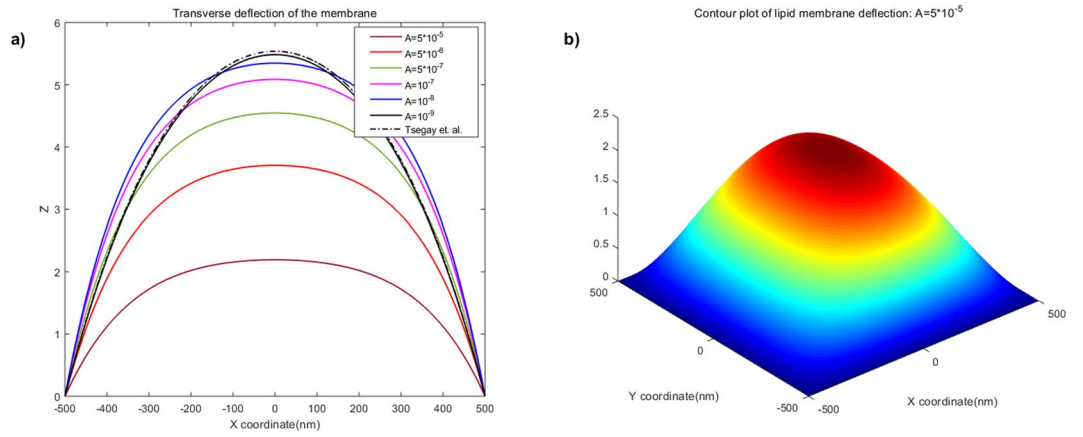 a)
Transverse deflection of the membrane
6
5
4
3
2
1
0
Z
A=5*10-5
A=5*10-6
A=5*10-7
A=10-7
A=10-8
A=10-9
Tsegay et. al.
-500 -400 -300 -200 -100 0 100 200 300 400 500
X coordinate(nm)
b)
Contour plot of lipid membrane deflection: A=5*10-5
2.5
2
1.5
1
0.5
0
500
0
-500
Y coordinate(nm)
-500
0
500
X coordinate(nm)